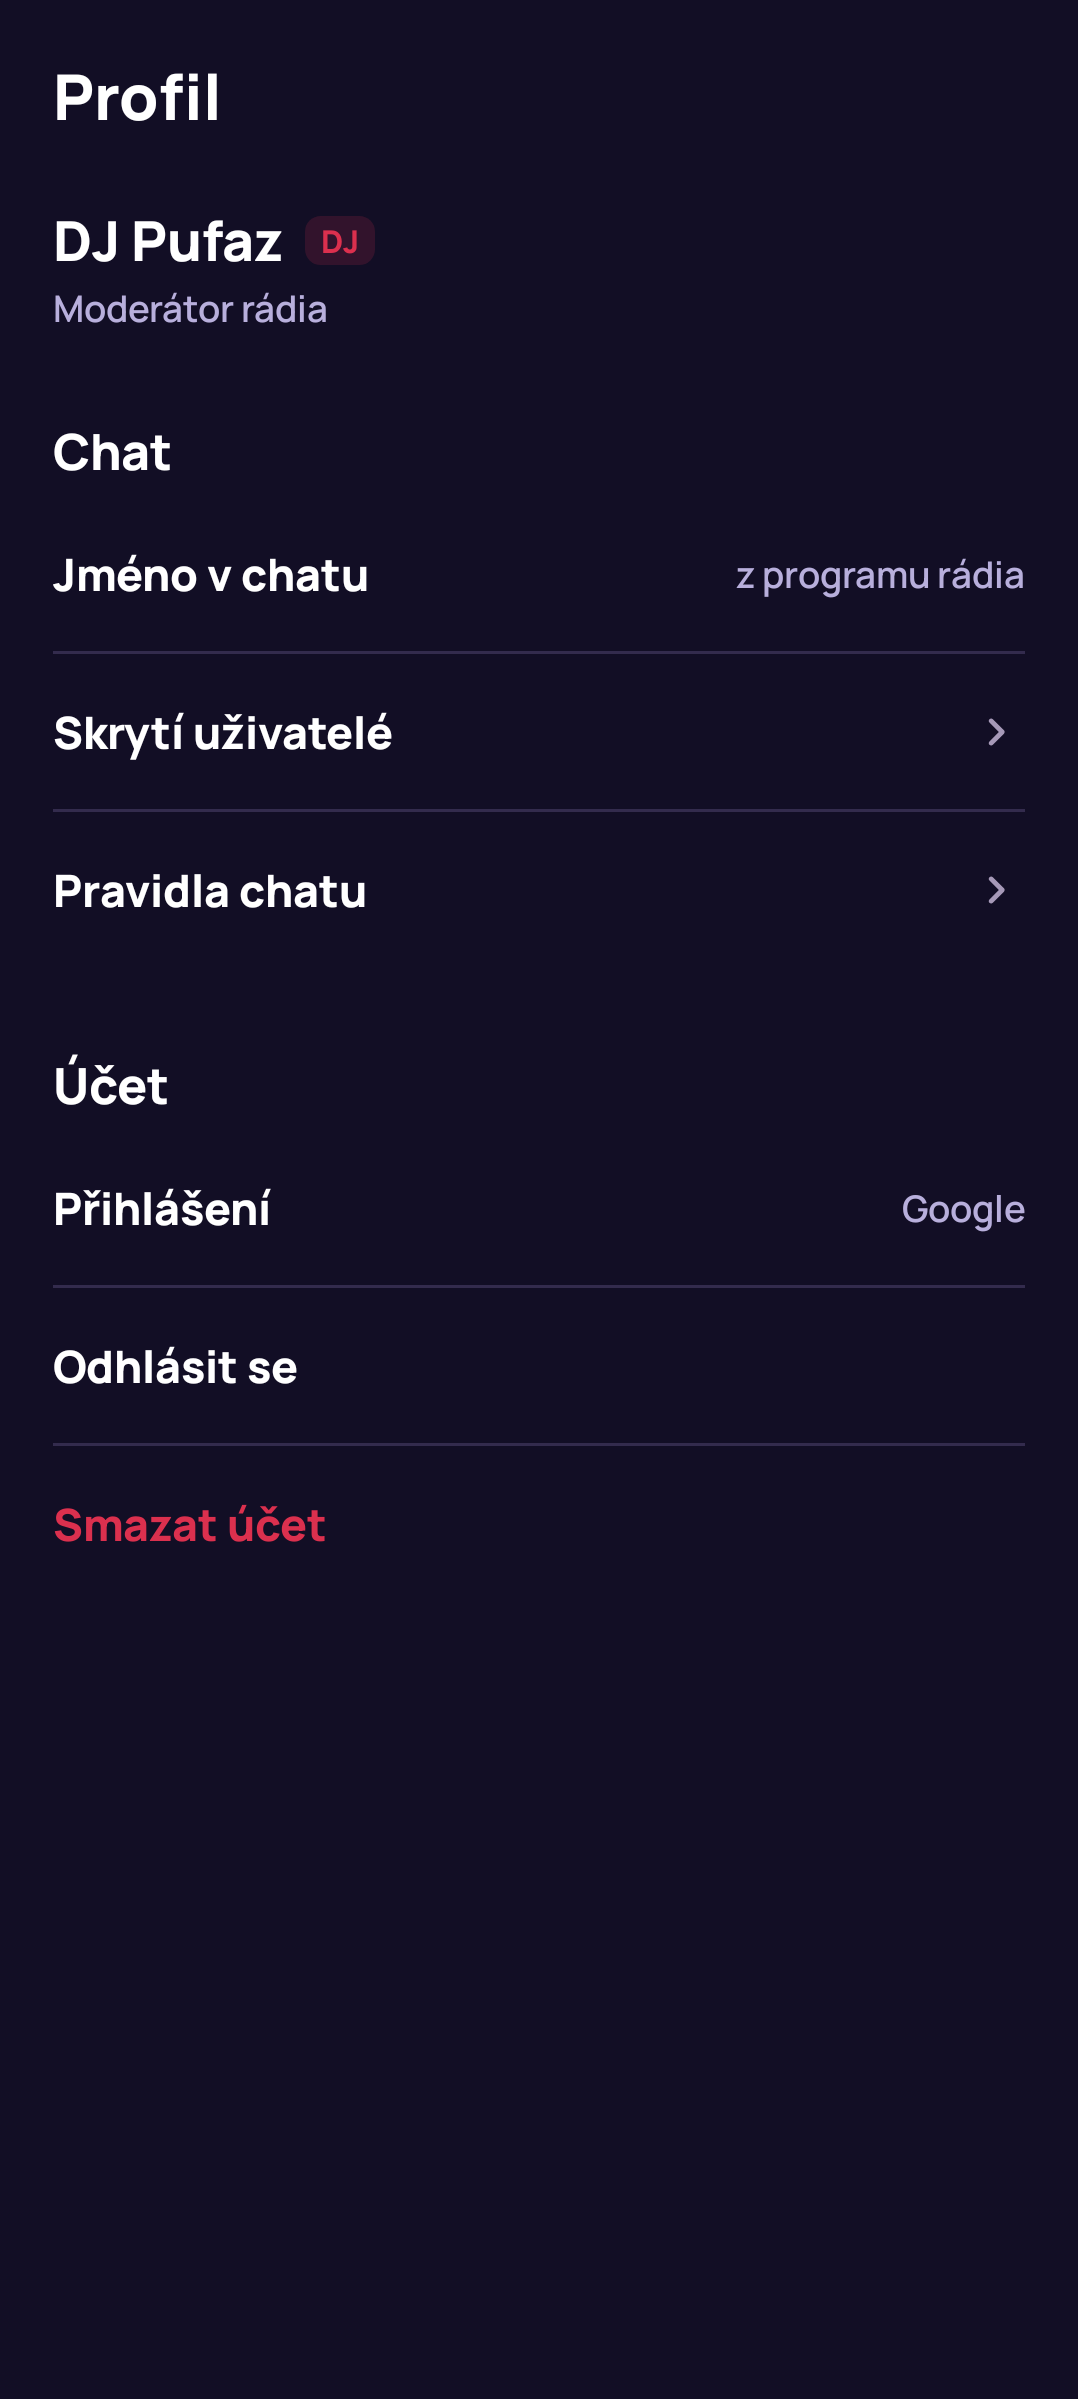 Profil
DJ Pufaz DJ
Moderátor rádia
Chat
Jméno v chatu z programu rádia
Skrytí uživatelé
Pravidla chatu
Účet
Přihlášení Google
Odhlásit se
Smazat účet